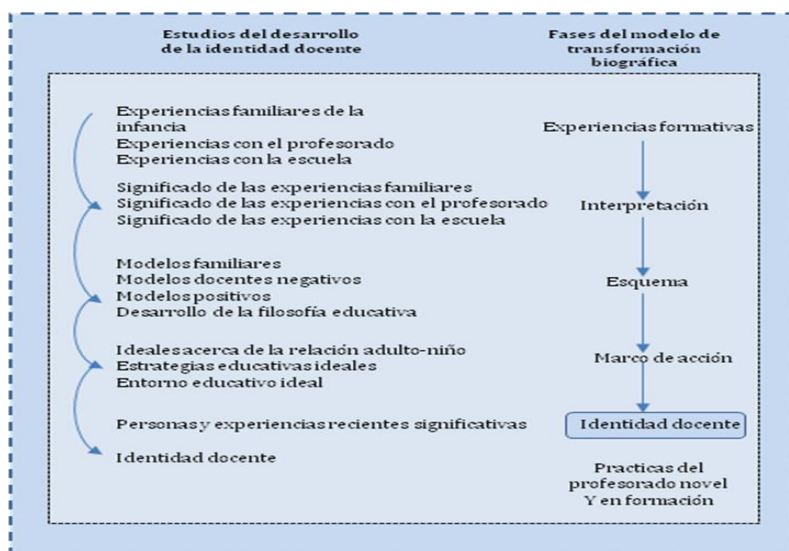 Estudios del desarrollo
de la identidad docente
Fases del modelo de
transformación
biográfica
Experiencias familiares de la
infancia
Experiencias con el profesorado
Experiencias con la escuela
Significado de las experiencias familiares
Significado de las experiencias con el profesorado
Significado de las experiencias con la escuela
Modelos familiares
Modelos docentes negativos
Modelos positivos
Desarrollo de la filosofía educativa
Ideales acerca de la relación adulto-niño
Estrategias educativas ideales
Entorno educativo ideal
Personas y experiencias recientes significativas
Identidad docente
Experiencias formativas
Interpretación
Esquema
Marco de acción
Identidad docente
Practicas del
profesorado novel
Y en formación